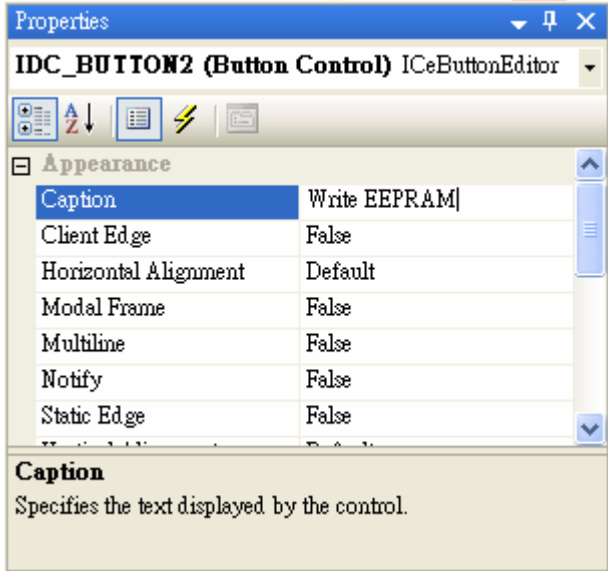 Properties
IDC_BUTTON2 (Button Control) ICeButtonEditor
Appearance
Caption Write EEPRAM
Client Edge False
Horizontal Alignment Default
Modal Frame False
Multiline False
Notify False
Static Edge False
Caption
Specifies the text displayed by the control.